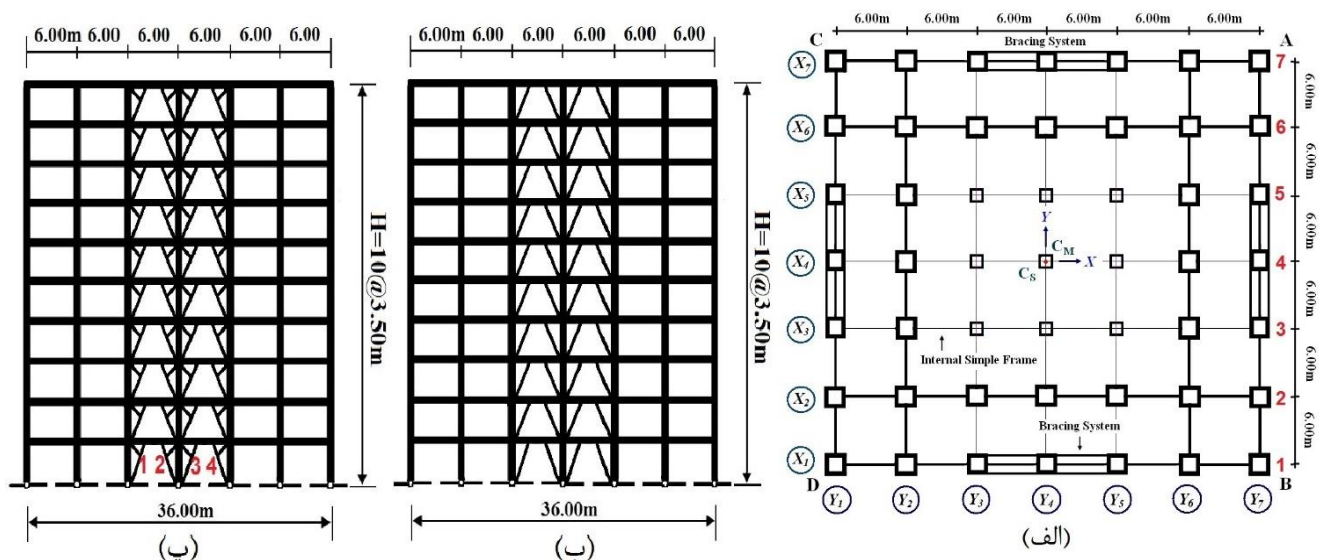 6.00m 6.00 6.00 6.00 6.00 6.00
H=10@3.50m
1 2 3 4
36.00m
(پ)
6.00m 6.00 6.00 6.00 6.00 6.00
H=10@3.50m
36.00m
(ب)
6.00m 6.00m 6.00m 6.00m 6.00m 6.00m
C Bracing System A
X7 7
6.00m
X6 6
6.00m
X5 5
6.00m
Y
CM
X4 X 4
CS
6.00m
X3 3
Internal Simple Frame
6.00m
X2 2
Bracing System
6.00m
X1 1
D B
Y1 Y2 Y3 Y4 Y5 Y6 Y7
(الف)